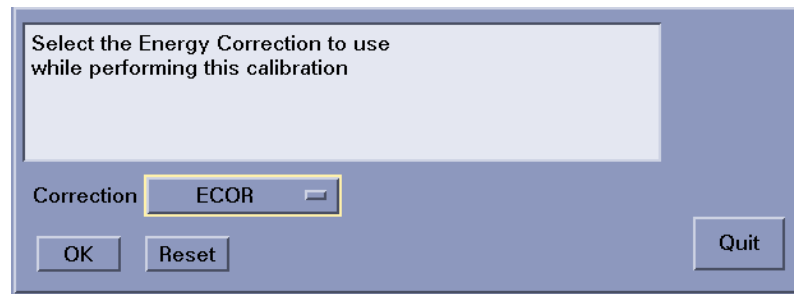 Select the Energy Correction to use
while performing this calibration
Correction ECOR
OK Reset Quit